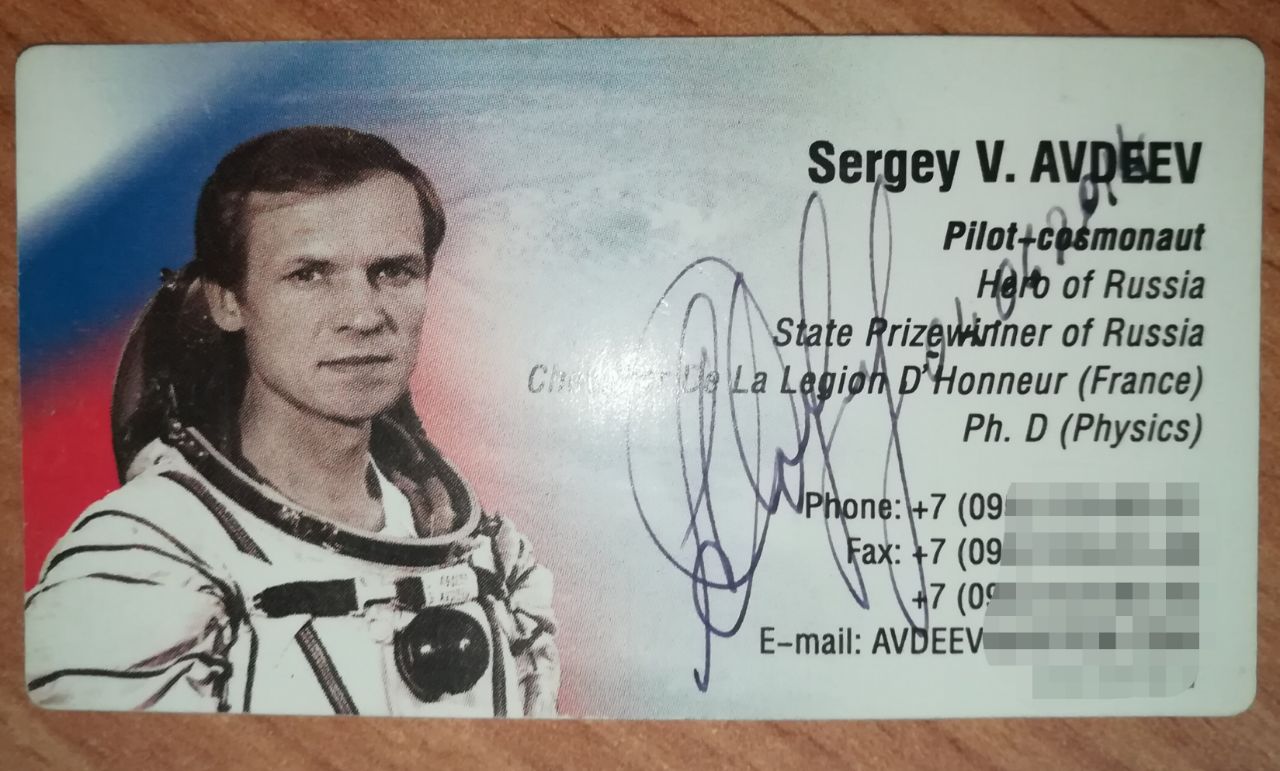 Sergey V. AVDEEV
Pilot-cosmonaut
Hero of Russia
State Prizewinner of Russia
De La Legion D'Honneur (France)
Ph. D (Physics)
Phone: +7 (09
Fax: +7 (09
+7 (09
E-mail: AVDEEV